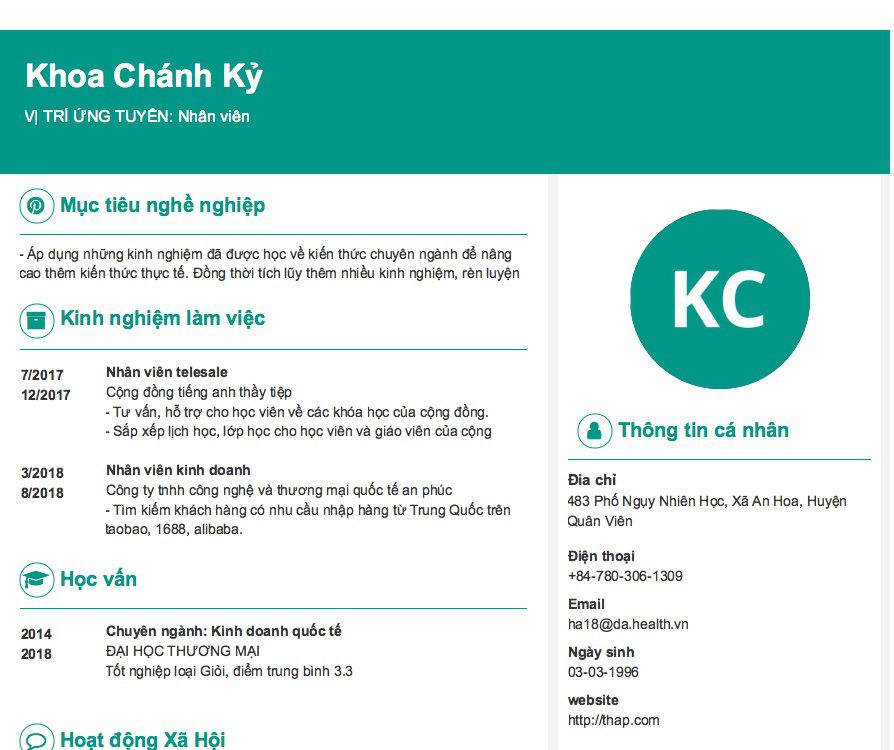 Khoa Chánh Kỷ
VỊ TRÍ ỨNG TUYỂN: Nhân viên
Mục tiêu nghề nghiệp
- Áp dụng những kinh nghiệm đã được học về kiến thức chuyên ngành để nâng
cao thêm kiến thức thực tế. Đồng thời tích lũy thêm nhiều kinh nghiệm, rèn luyện
Kinh nghiệm làm việc
7/2017
12/2017
Nhân viên telesale
Cộng đồng tiếng anh thầy tiệp
- Tư vấn, hỗ trợ cho học viên về các khóa học của cộng đồng.
- Sắp xếp lịch học, lớp học cho học viên và giáo viên của cộng
3/2018
8/2018
Nhân viên kinh doanh
Công ty tnhh công nghệ và thương mại quốc tế an phúc
- Tìm kiếm khách hàng có nhu cầu nhập hàng từ Trung Quốc trên
taobao, 1688, alibaba.
Học vấn
2014
2018
Chuyên ngành: Kinh doanh quốc tế
ĐẠI HỌC THƯƠNG MẠI
Tốt nghiệp loại Giỏi, điểm trung bình 3.3
Hoạt động Xã Hội
KC
Thông tin cá nhân
Địa chỉ
483 Phố Ngụy Nhiên Học, Xã An Hoa, Huyện
Quân Viên
Điện thoại
+84-780-306-1309
Email
ha18@da.health.vn
Ngày sinh
03-03-1996
website
http://thap.com